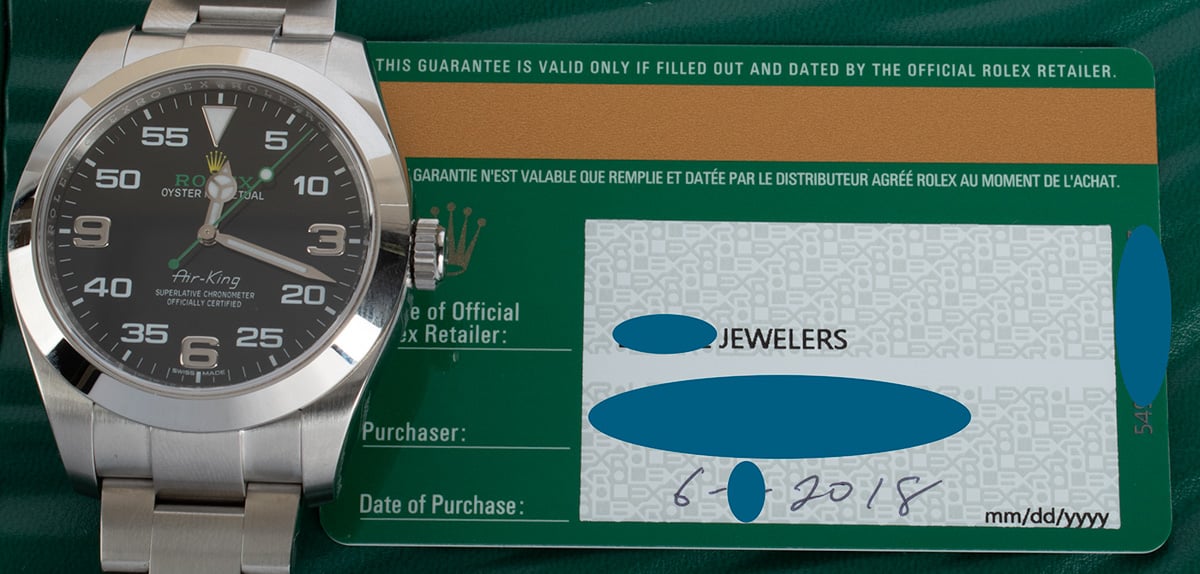 THIS GUARANTEE IS VALID ONLY IF FILLED OUT AND DATED BY THE OFFICIAL ROLEX RETAILER.
GARANTIE N'EST VALABLE QUE REMPLIE ET DATÉE PAR LE DISTRIBUTEUR AGRÉÉ ROLEX AU MOMENT DE L'ACHAT.
55
5
50
10
ROLEX
OYSTER PERPETUAL
9
3
Air-King
SUPERLATIVE CHRONOMETER
OFFICIALLY CERTIFIED
40
20
35
25
6
SWISS MADE
of Official
Retailer:
JEWELERS
Purchaser:
Date of Purchase:
6- - 2018
mm/dd/yyyy